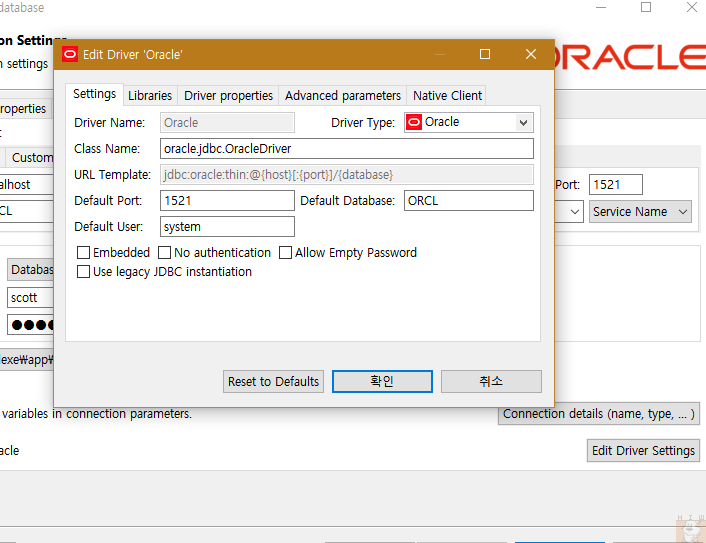 database
on Settings
n settings
ORACLE
Edit Driver 'Oracle'
Settings Libraries Driver properties Advanced parameters Native Client
Driver Name: Oracle Driver Type: Oracle
Class Name: oracle.jdbc.OracleDriver
URL Template: jdbc:oracle:thin:@{host}[:{port}]/{database}
Default Port: 1521 Default Database: ORCL
Default User: system
Embedded No authentication Allow Empty Password
Use legacy JDBC instantiation
Reset to Defaults 확인 취소
roperties
t
Custom
alhost Port: 1521
CL Service Name
Databas
scott
exe\app\
variables in connection parameters. Connection details (name, type, ... )
acle Edit Driver Settings